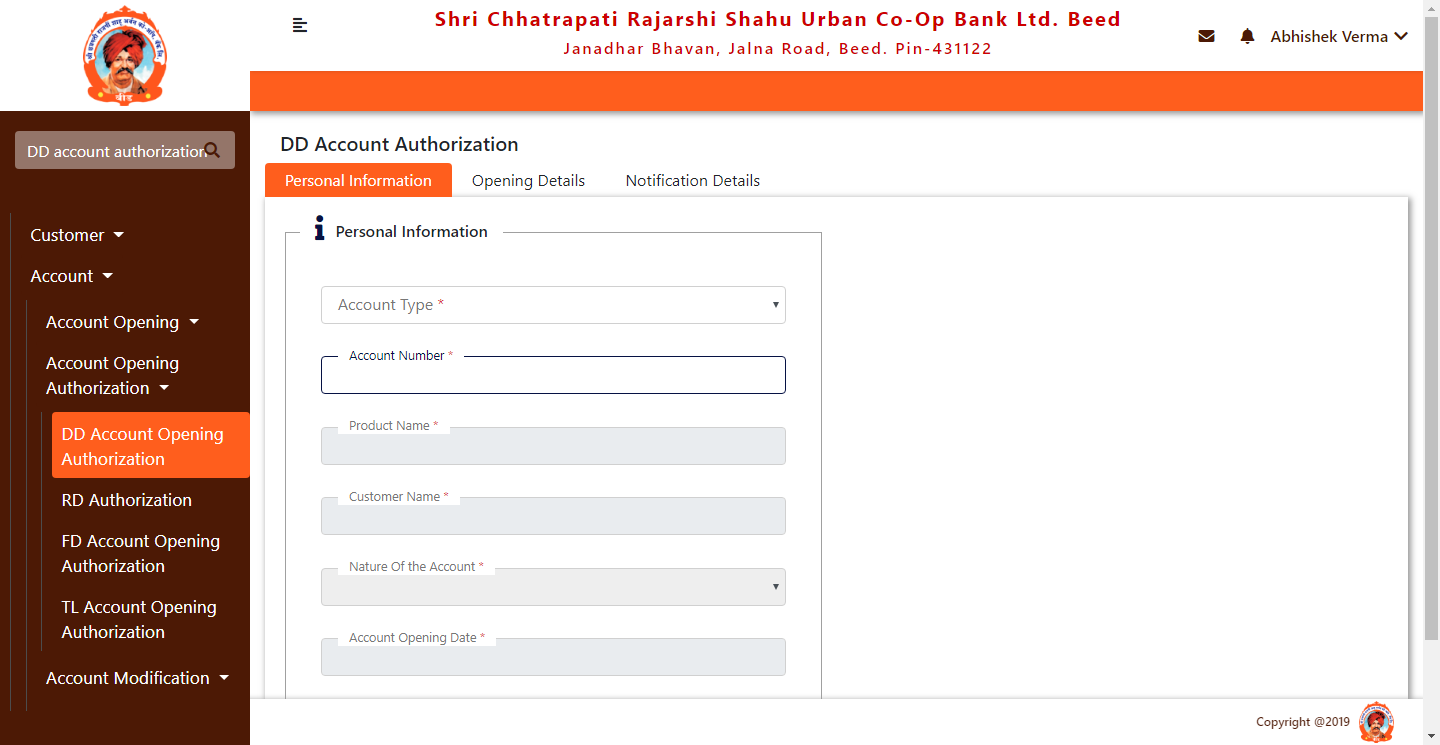 Shri Chhatrapati Rajarshi Shahu Urban Co-Op Bank Ltd. Beed
Janadhar Bhavan, Jalna Road, Beed. Pin-431122
Abhishek Verma
बीड
DD account authorization
Customer
Account
Account Opening
Account Opening
Authorization
DD Account Opening
Authorization
RD Authorization
FD Account Opening
Authorization
TL Account Opening
Authorization
Account Modification
DD Account Authorization
Personal Information
Opening Details
Notification Details
Personal Information
Account Type *
Account Number *
Product Name *
Customer Name *
Nature Of the Account *
Account Opening Date *
Copyright @2019